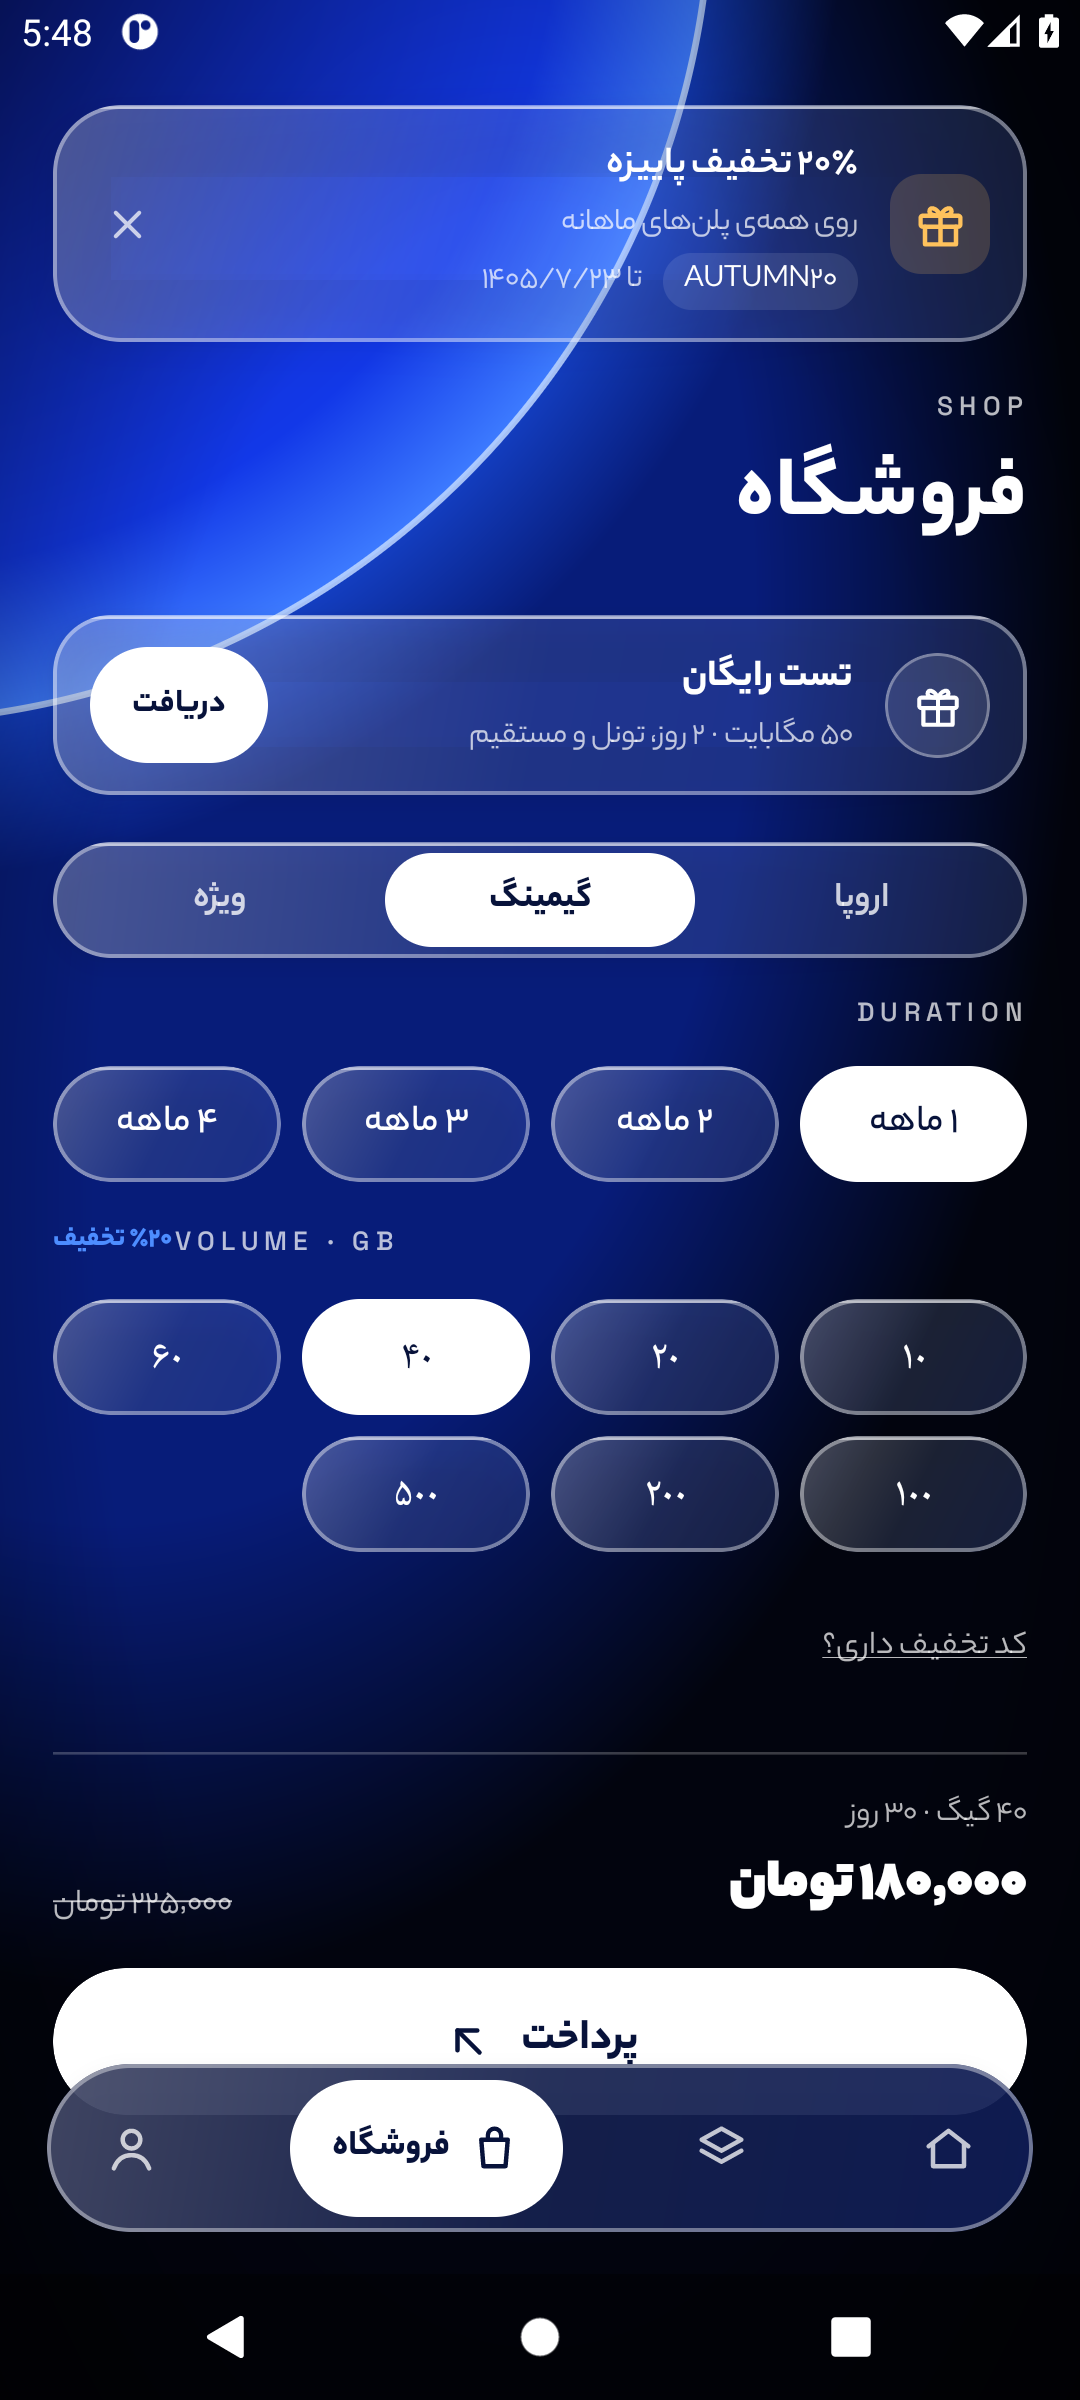 5:48
۲۰% تخفیف پاییزه
روی همه‌ی پلن‌های ماهانه
AUTUMN۲۰ تا ۱۴۰۵/۷/۲۳
SHOP
فروشگاه
تست رایگان
۵۰ مگابایت · ۲ روز، تونل و مستقیم
دریافت
اروپا گیمینگ ویژه
DURATION
۱ ماهه ۲ ماهه ۳ ماهه ۴ ماهه
VOLUME · GB ۲۰% تخفیف
۱۰ ۲۰ ۴۰ ۶۰
۱۰۰ ۲۰۰ ۵۰۰
کد تخفیف داری؟
۴۰ گیگ · ۳۰ روز
۱۸۰,۰۰۰ تومان
۲۲۵,۰۰۰ تومان
پرداخت
فروشگاه